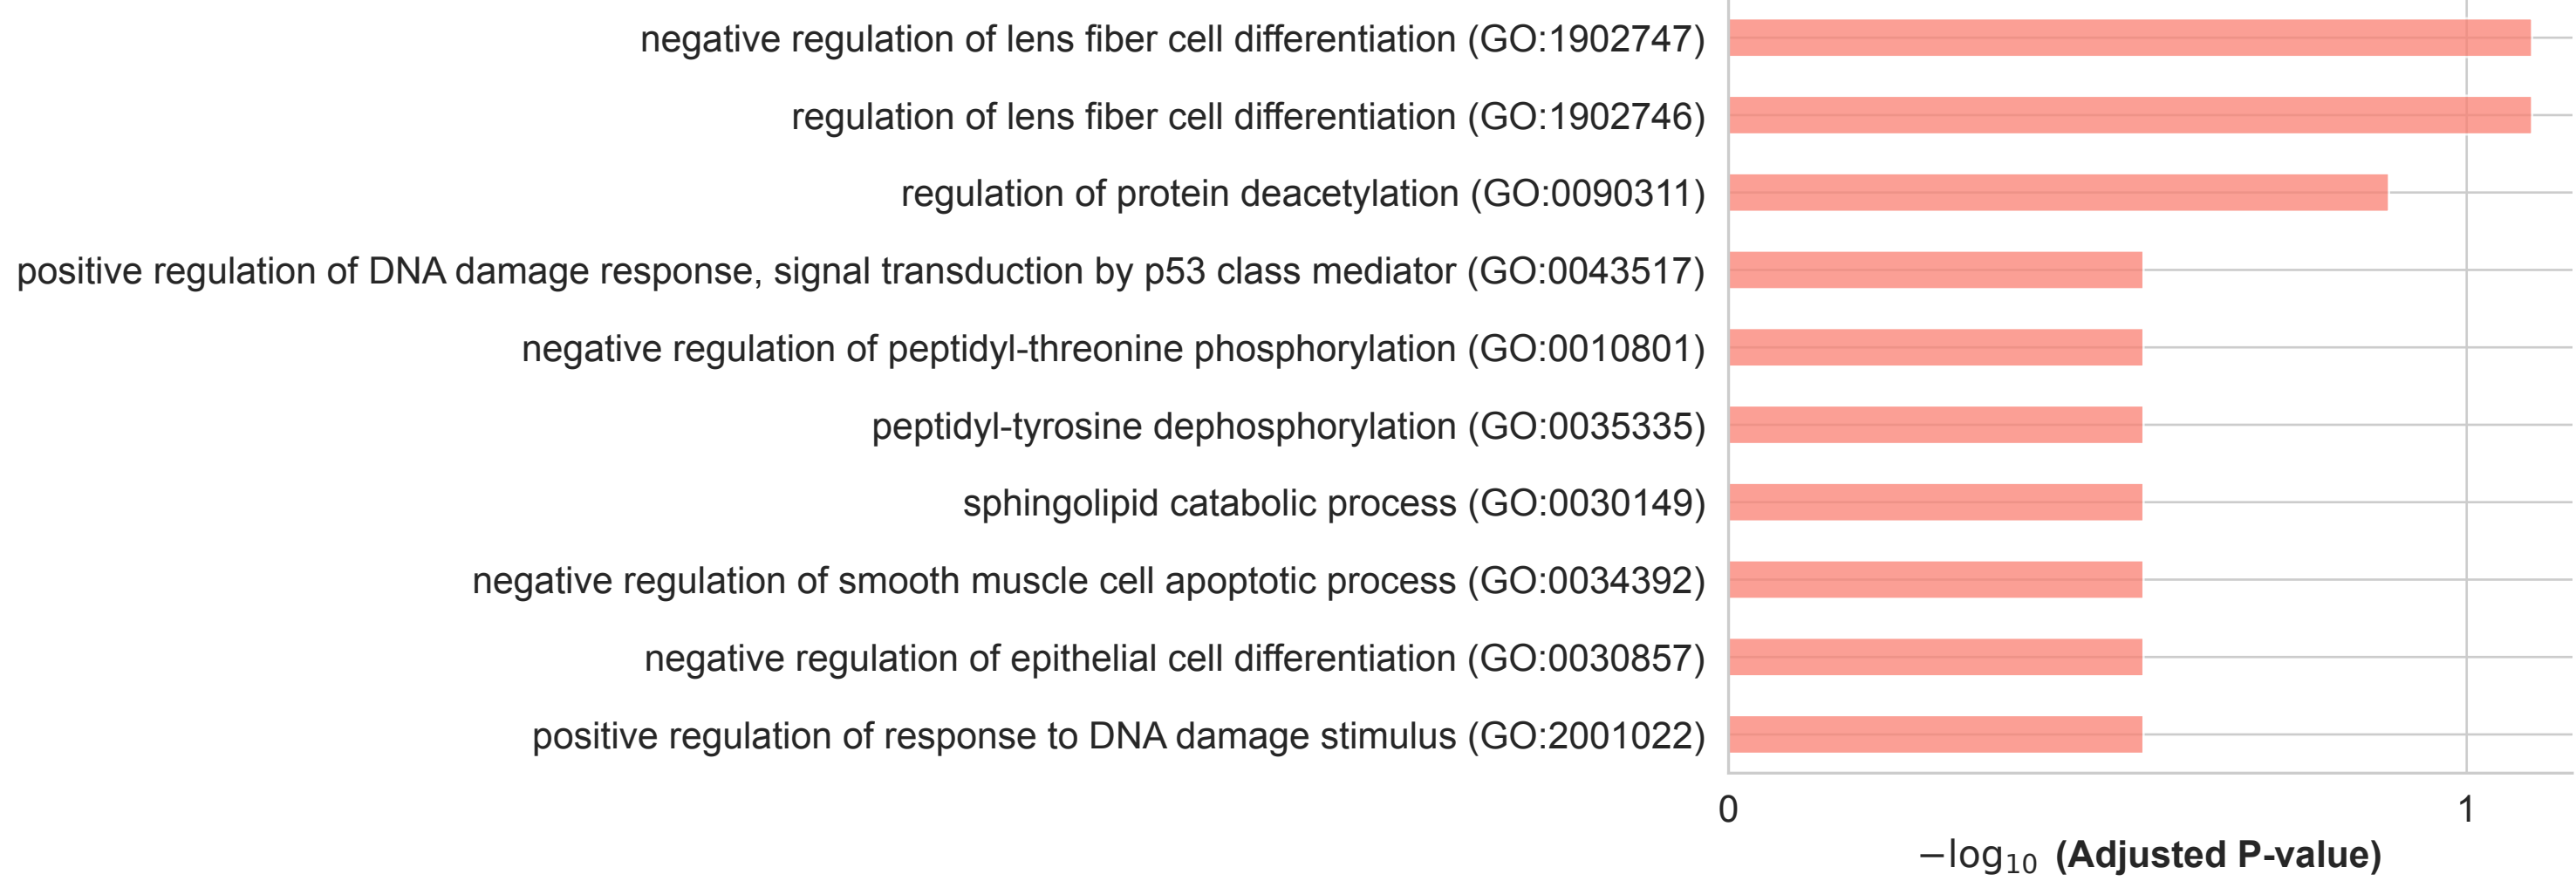 negative regulation of lens fiber cell differentiation (GO:1902747)
regulation of lens fiber cell differentiation (GO:1902746)
regulation of protein deacetylation (GO:0090311)
positive regulation of DNA damage response, signal transduction by p53 class mediator (GO:0043517)
negative regulation of peptidyl-threonine phosphorylation (GO:0010801)
peptidyl-tyrosine dephosphorylation (GO:0035335)
sphingolipid catabolic process (GO:0030149)
negative regulation of smooth muscle cell apoptotic process (GO:0034392)
negative regulation of epithelial cell differentiation (GO:0030857)
positive regulation of response to DNA damage stimulus (GO:2001022)
0 1
−log₁₀ (Adjusted P-value)